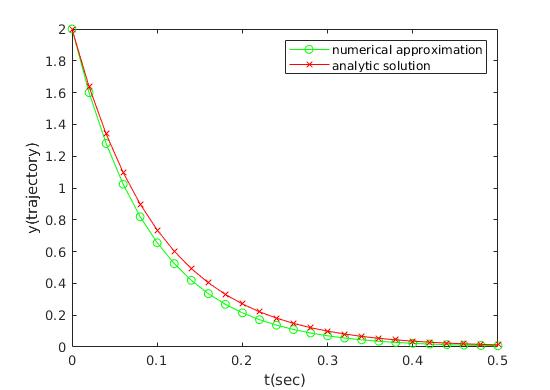 2
1.8
1.6
1.4
1.2
1
0.8
0.6
0.4
0.2
0
y(trajectory)
numerical approximation
analytic solution
0 0.1 0.2 0.3 0.4 0.5
t(sec)